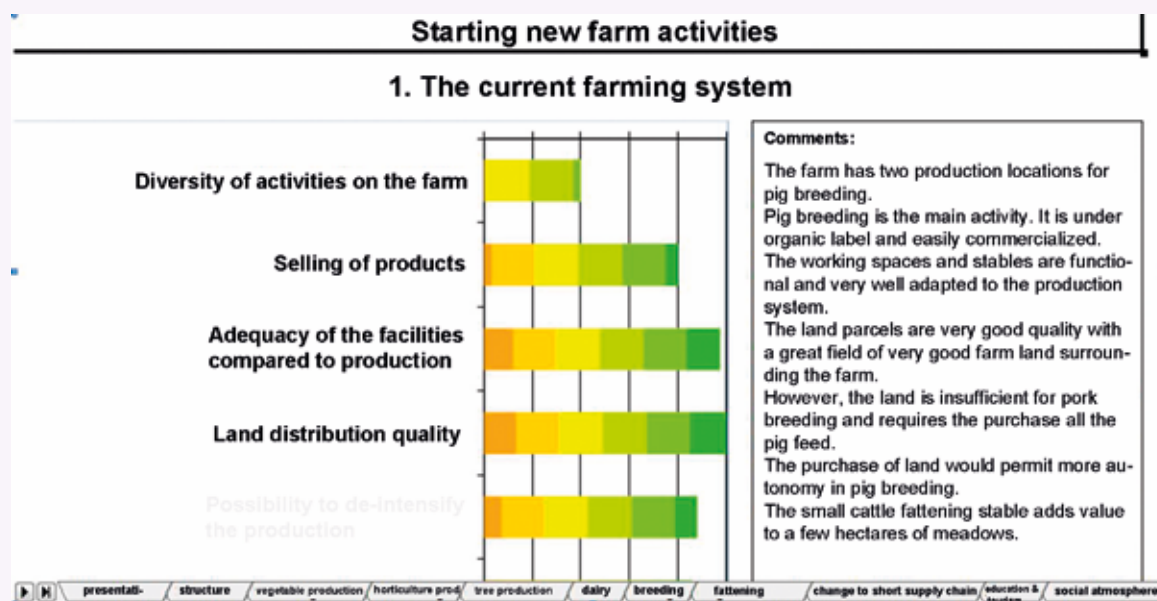 Starting new farm activities
1. The current farming system
Diversity of activities on the farm
Selling of products
Adequacy of the facilities
compared to production
Land distribution quality
Possibility to de-intensify
the production
Comments:
The farm has two production locations for
pig breeding.
Pig breeding is the main activity. It is under
organic label and easily commercialized.
The working spaces and stables are functio-
nal and very well adapted to the production
system.
The land parcels are very good quality with
a great field of very good farm land surroun-
ding the farm.
However, the land is insufficient for pork
breeding and requires the purchase all the
pig feed.
The purchase of land would permit more au-
tonomy in pig breeding.
The small cattle fattening stable adds value
to a few hectares of meadows.
presentati-
structure
vegetable production
horticulture prod
tree production
dairy
breeding
fattening
change to short supply chain
education &
social atmosphere